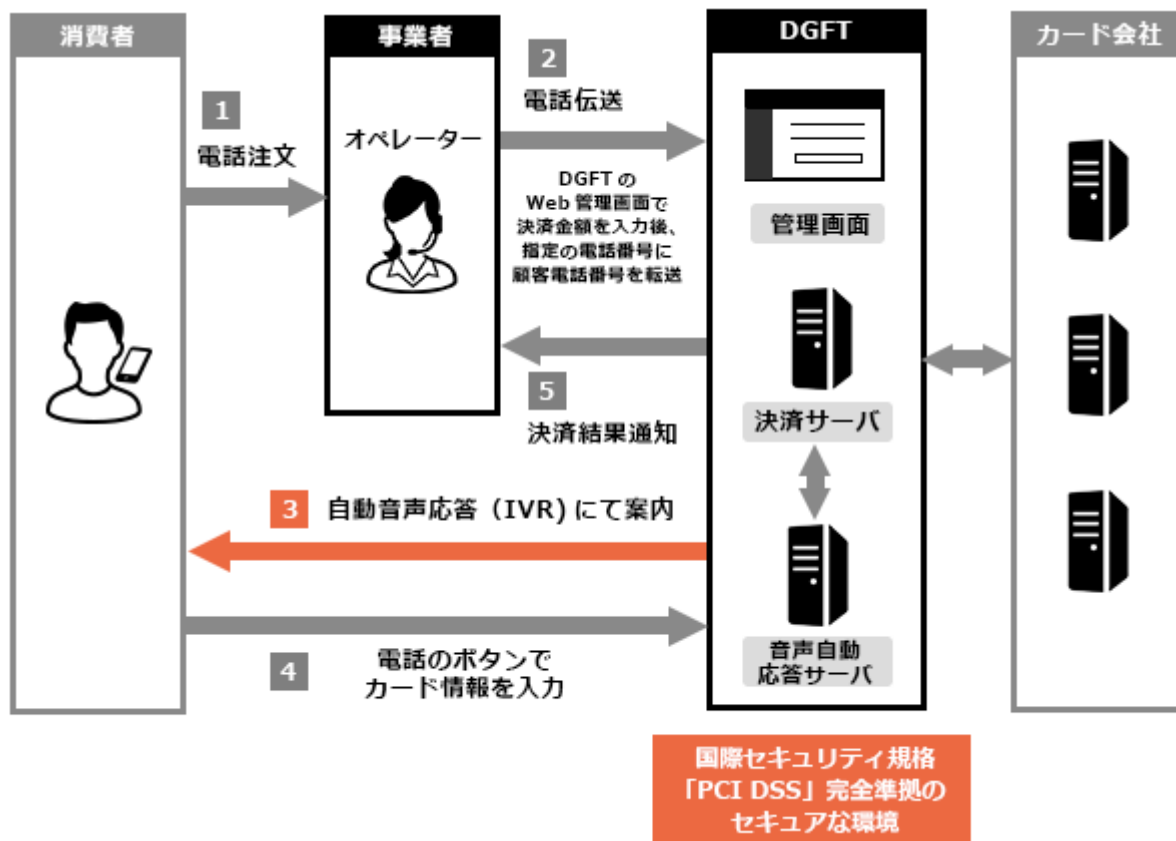 消費者
事業者
DGFT
カード会社
1
電話注文
オペレーター
2
電話伝送
DGFT の
Web 管理画面で
決済金額を入力後、
指定の電話番号に
顧客電話番号を転送
管理画面
5
決済結果通知
決済サーバ
3 自動音声応答（IVR) にて案内
4
電話のボタンで
カード情報を入力
音声自動
応答サーバ
国際セキュリティ規格
「PCI DSS」完全準拠の
セキュアな環境